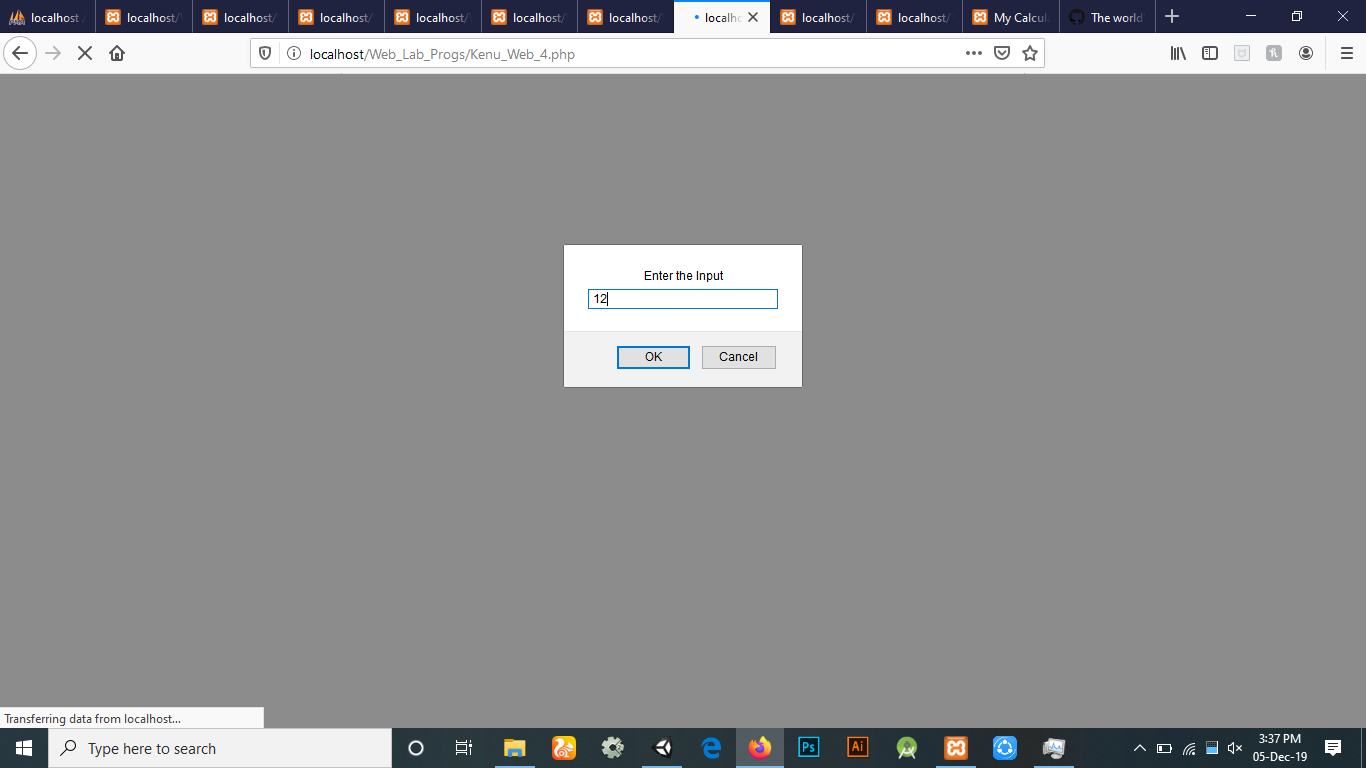 localhost localhost/ localhost/ localhost/ localhost/ localhost/ localhost/ localho localhost/ localhost/ My Calcul The world
localhost/Web_Lab_Progs/Kenu_Web_4.php
Enter the Input
12
OK Cancel
Transferring data from localhost...
Type here to search
Ps Ai
3:37 PM
05-Dec-19